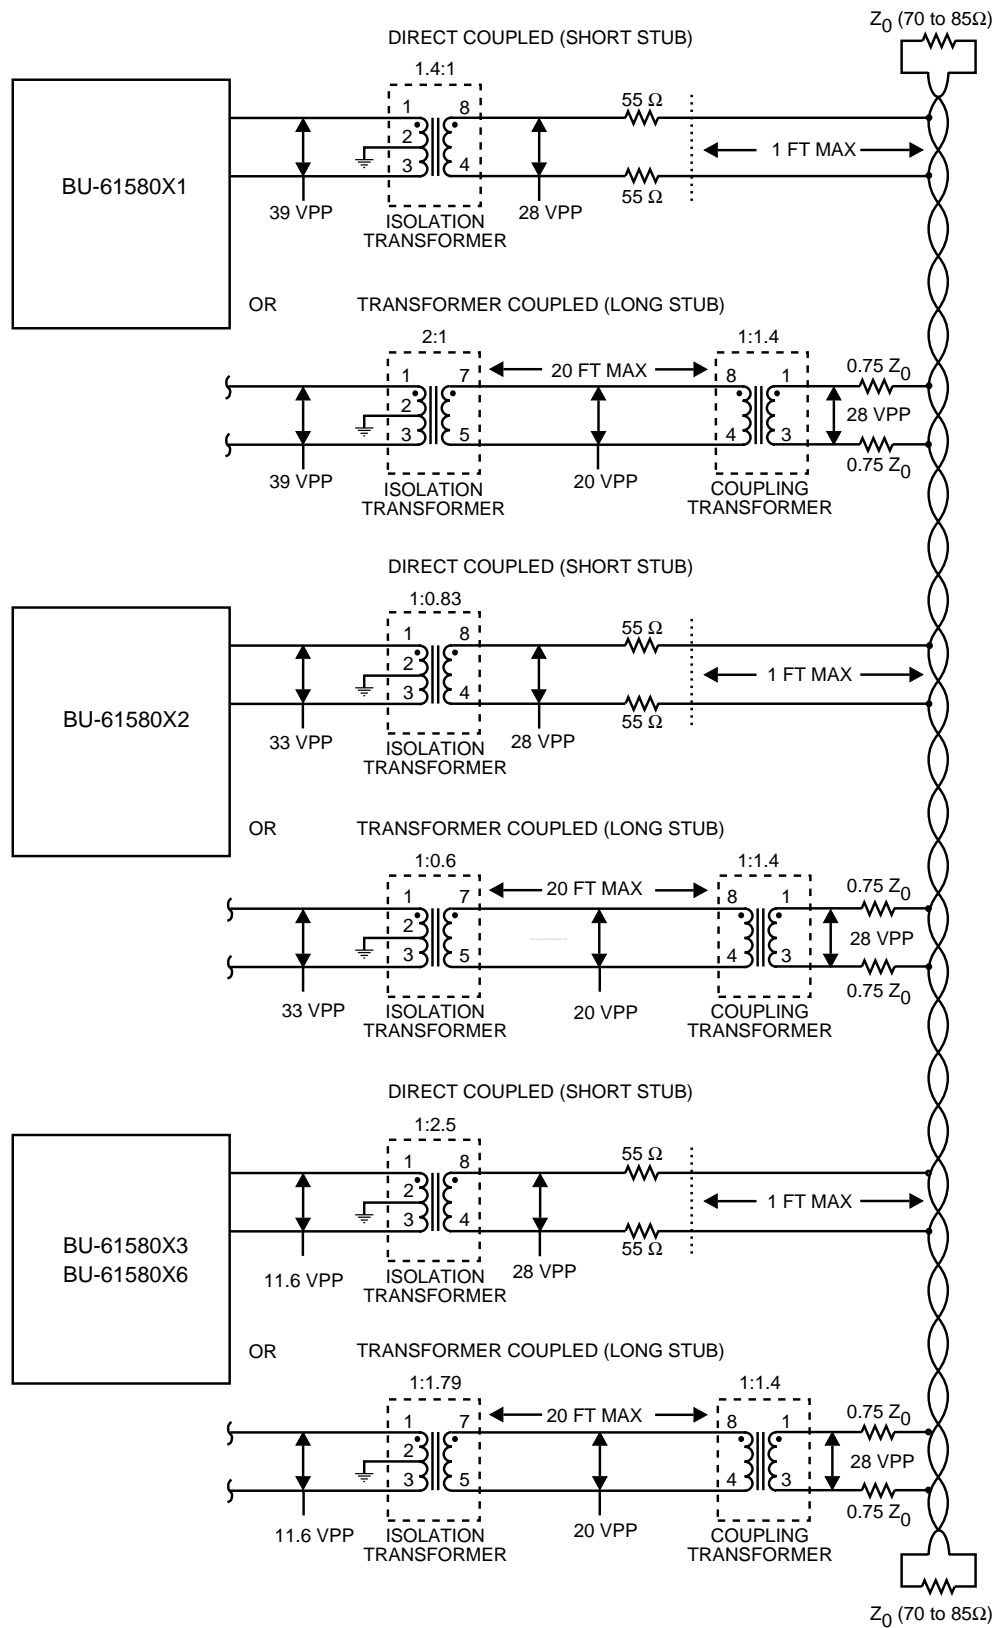 Z0 (70 to 85Ω)
DIRECT COUPLED (SHORT STUB)
1.4:1
BU-61580X1
1
2
3
8
4
55 Ω
55 Ω
1 FT MAX
39 VPP
28 VPP
ISOLATION
TRANSFORMER
OR
TRANSFORMER COUPLED (LONG STUB)
2:1
20 FT MAX
1:1.4
1
2
3
7
5
8
4
1
3
0.75 Z0
28 VPP
0.75 Z0
39 VPP
20 VPP
ISOLATION
TRANSFORMER
COUPLING
TRANSFORMER
DIRECT COUPLED (SHORT STUB)
1:0.83
BU-61580X2
1
2
3
8
4
55 Ω
55 Ω
1 FT MAX
33 VPP
28 VPP
ISOLATION
TRANSFORMER
OR
TRANSFORMER COUPLED (LONG STUB)
1:0.6
20 FT MAX
1:1.4
1
2
3
7
5
8
4
1
3
0.75 Z0
28 VPP
0.75 Z0
33 VPP
20 VPP
ISOLATION
TRANSFORMER
COUPLING
TRANSFORMER
DIRECT COUPLED (SHORT STUB)
1:2.5
BU-61580X3
BU-61580X6
1
2
3
8
4
55 Ω
55 Ω
1 FT MAX
11.6 VPP
28 VPP
ISOLATION
TRANSFORMER
OR
TRANSFORMER COUPLED (LONG STUB)
1:1.79
20 FT MAX
1:1.4
1
2
3
7
5
8
4
1
3
0.75 Z0
28 VPP
0.75 Z0
11.6 VPP
20 VPP
ISOLATION
TRANSFORMER
COUPLING
TRANSFORMER
Z0 (70 to 85Ω)